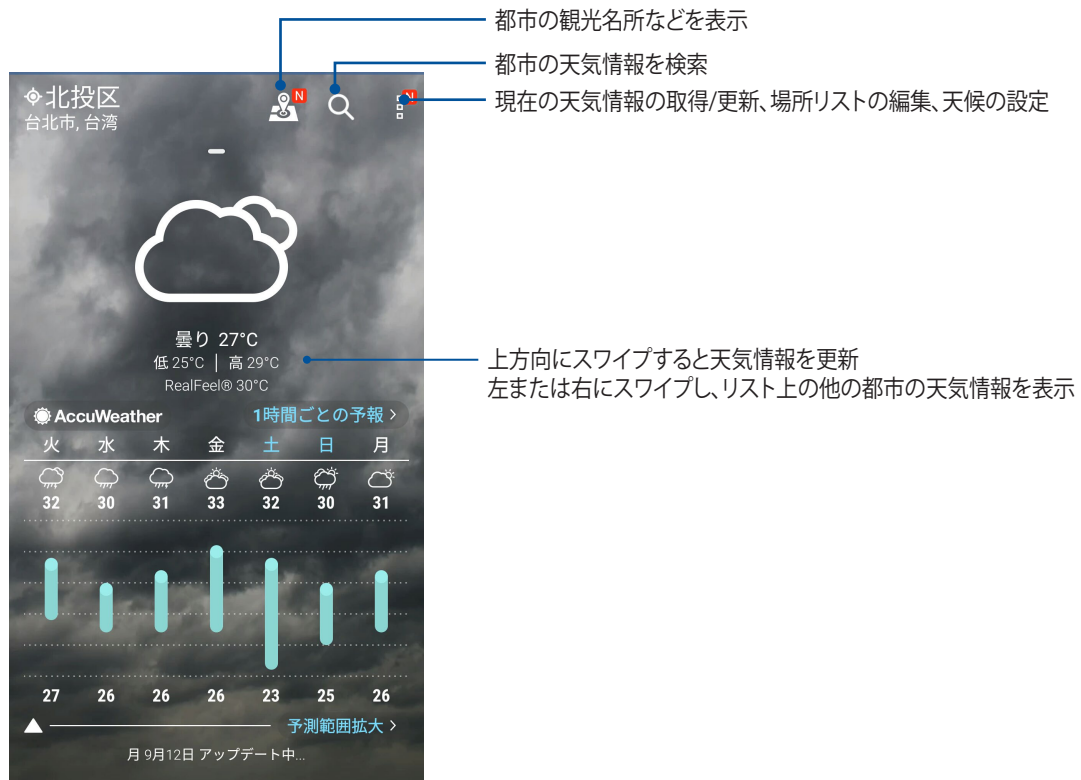 都市の観光名所などを表示
都市の天気情報を検索
現在の天気情報の取得/更新、場所リストの編集、天候の設定
北投区
台北市, 台湾
N
N
曇り 27°C
低 25°C | 高 29°C
RealFeel® 30°C
上方向にスワイプすると天気情報を更新
左または右にスワイプし、リスト上の他の都市の天気情報を表示
AccuWeather 1時間ごとの予報 >
火 水 木 金 土 日 月
32 30 31 33 32 30 31
27 26 26 26 23 25 26
予測範囲拡大 >
月 9月12日 アップデート中...